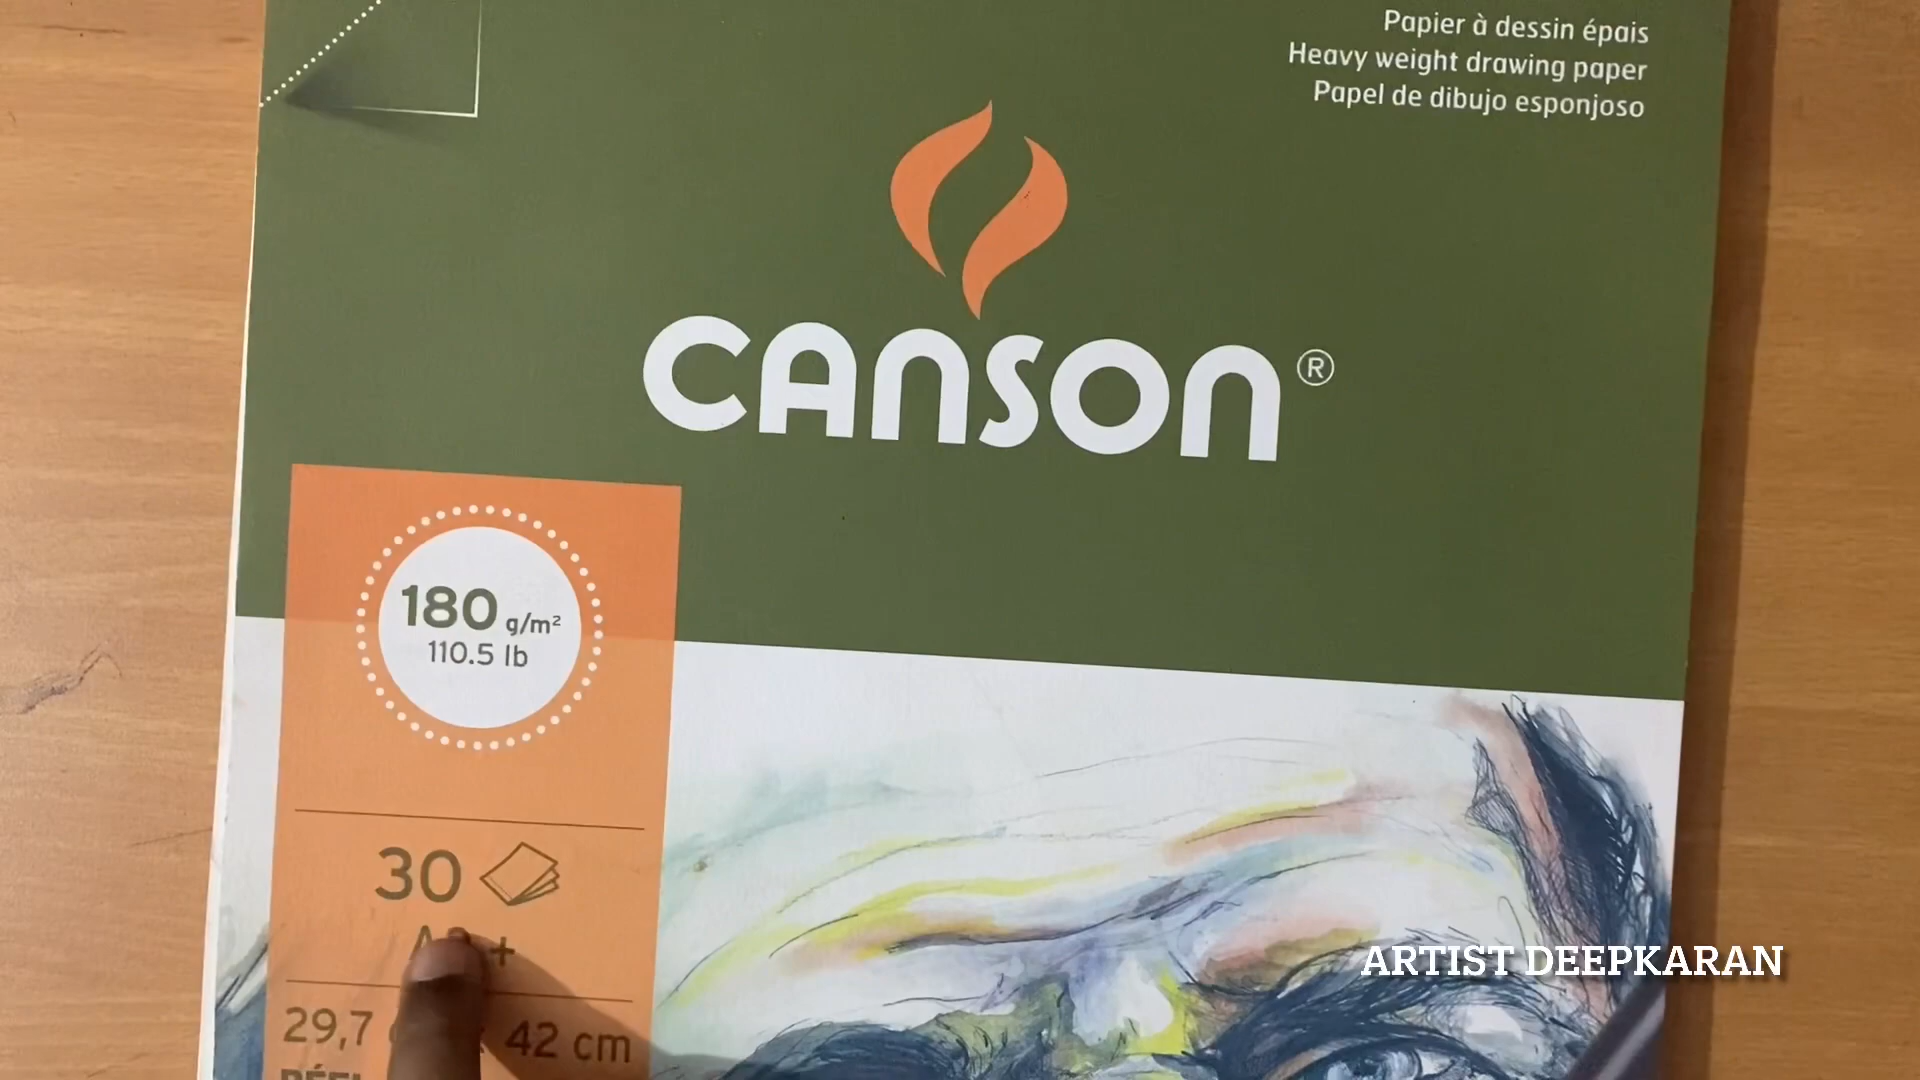 Papier à dessin épais
Heavy weight drawing paper
Papel de dibujo esponjoso
CANSON®
180 g/m²
110.5 lb
30
29,7
42 cm
ARTIST DEEPKARAN